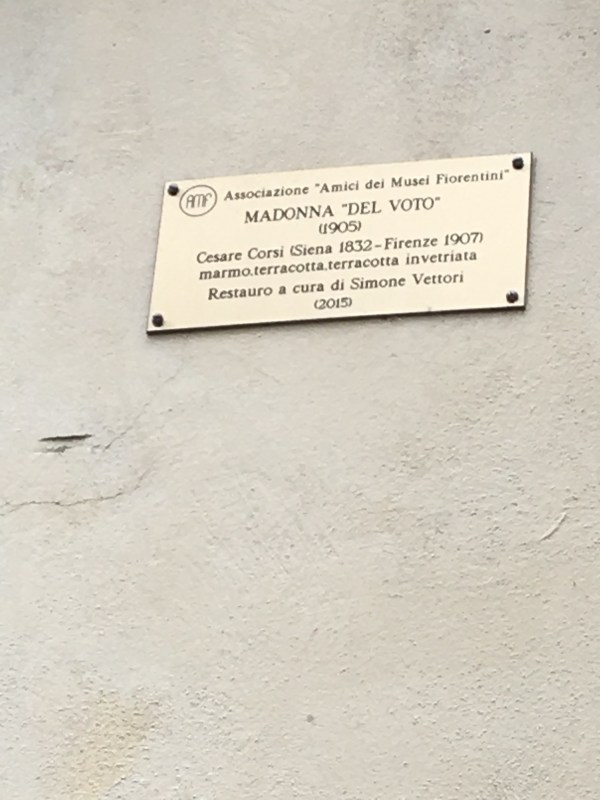 AMF Associazione "Amici dei Musei Fiorentini"
MADONNA "DEL VOTO"
(1905)
Cesare Corsi (Siena 1832-Firenze 1907)
marmo,terracotta,terracotta invetriata
Restauro a cura di Simone Vettori
(2015)